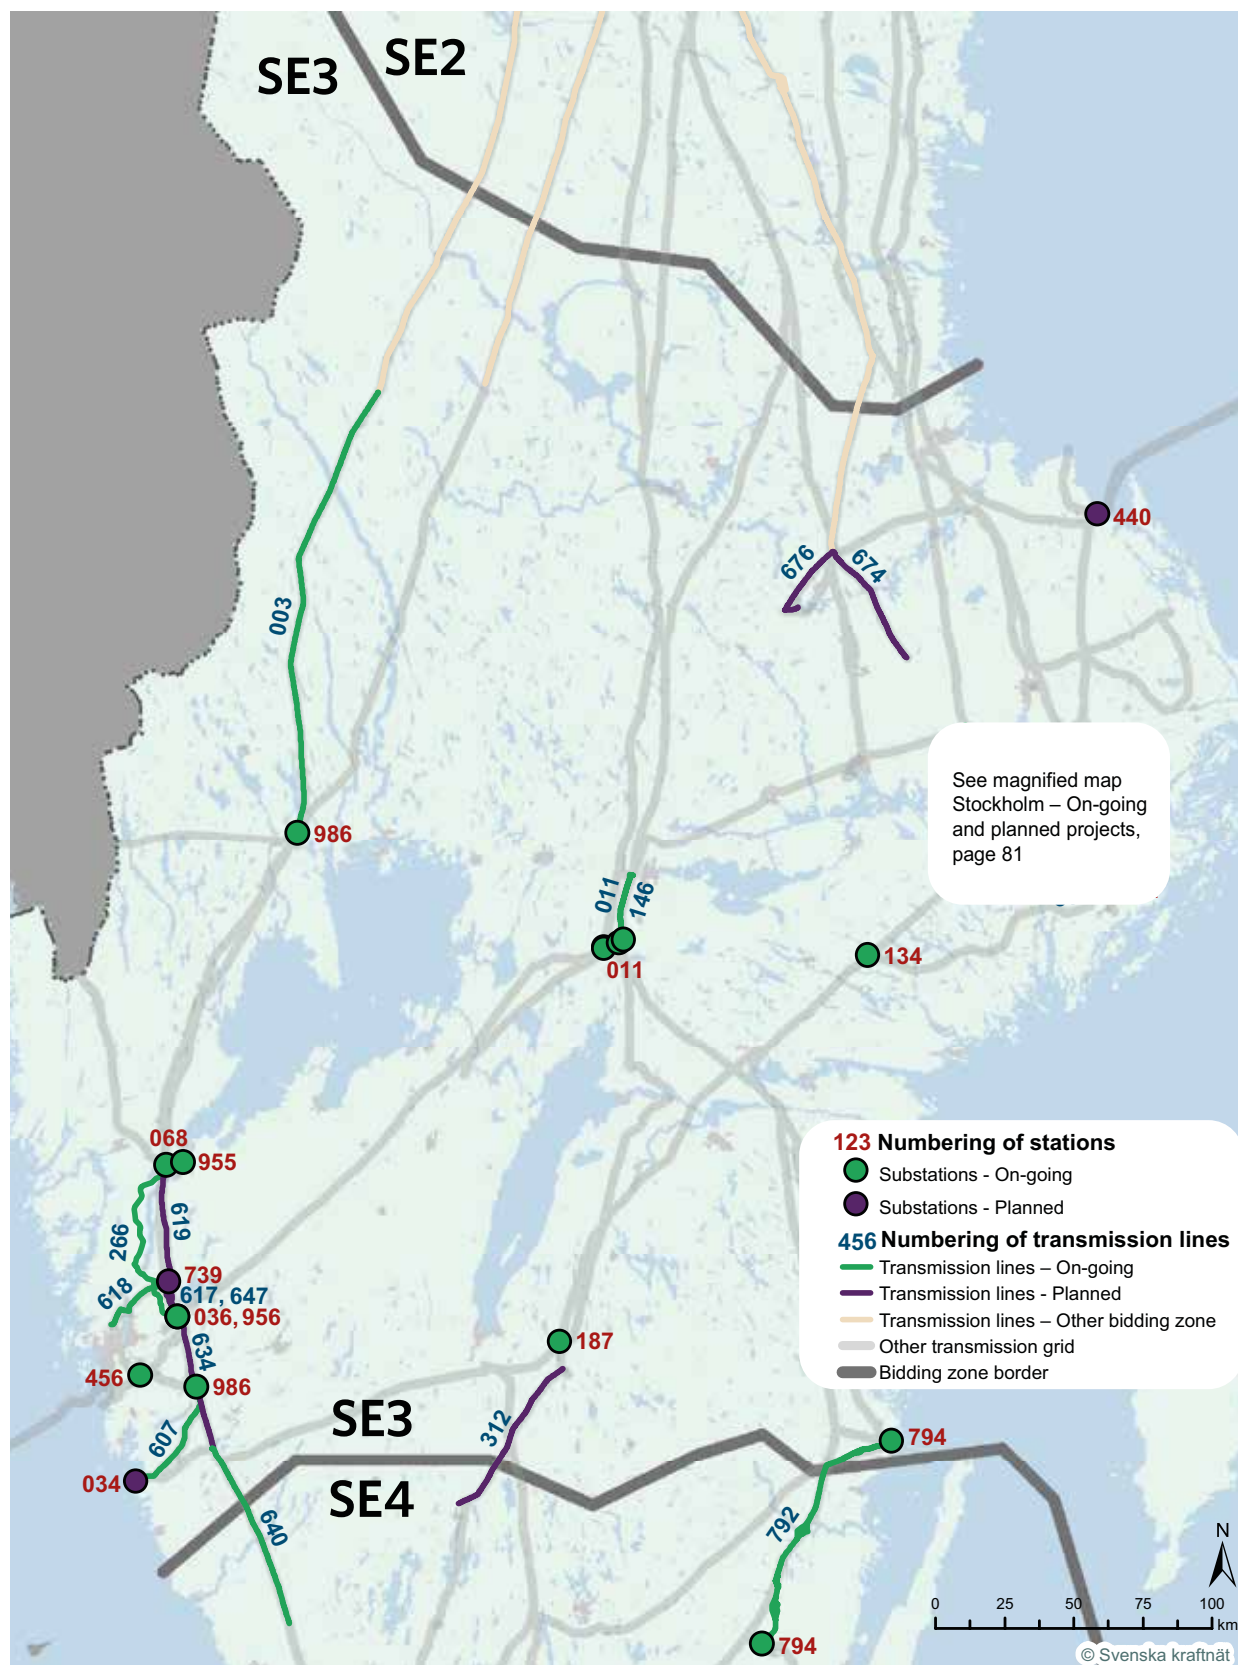 SE3
SE2
440
676
674
003
986
See magnified map
Stockholm – On-going
and planned projects,
page 81
011
146
011
134
068
955
266
619
618
739
617, 647
036, 956
634
456
986
607
034
187
312
SE3
SE4
640
794
792
794
123 Numbering of stations
Substations - On-going
Substations - Planned
456 Numbering of transmission lines
Transmission lines – On-going
Transmission lines - Planned
Transmission lines – Other bidding zone
Other transmission grid
Bidding zone border
N
0 25 50 75 100
km
© Svenska kraftnät